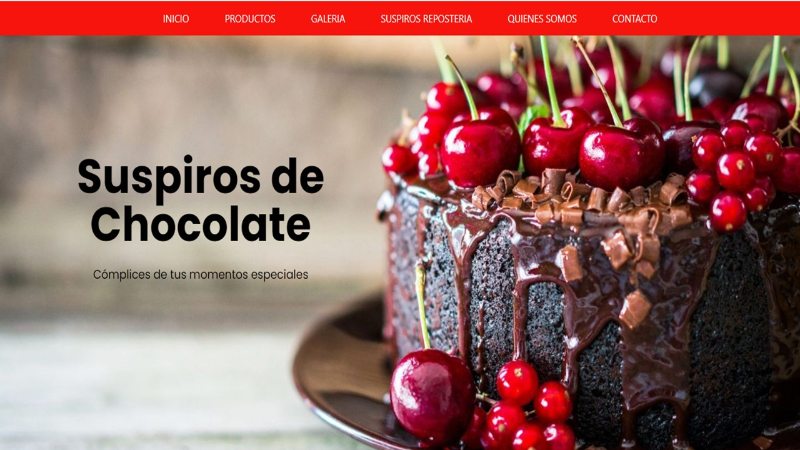 INICIO PRODUCTOS GALERIA SUSPIROS REPOSTERIA QUIENES SOMOS CONTACTO
Suspiros de
Chocolate
Cómplices de tus momentos especiales